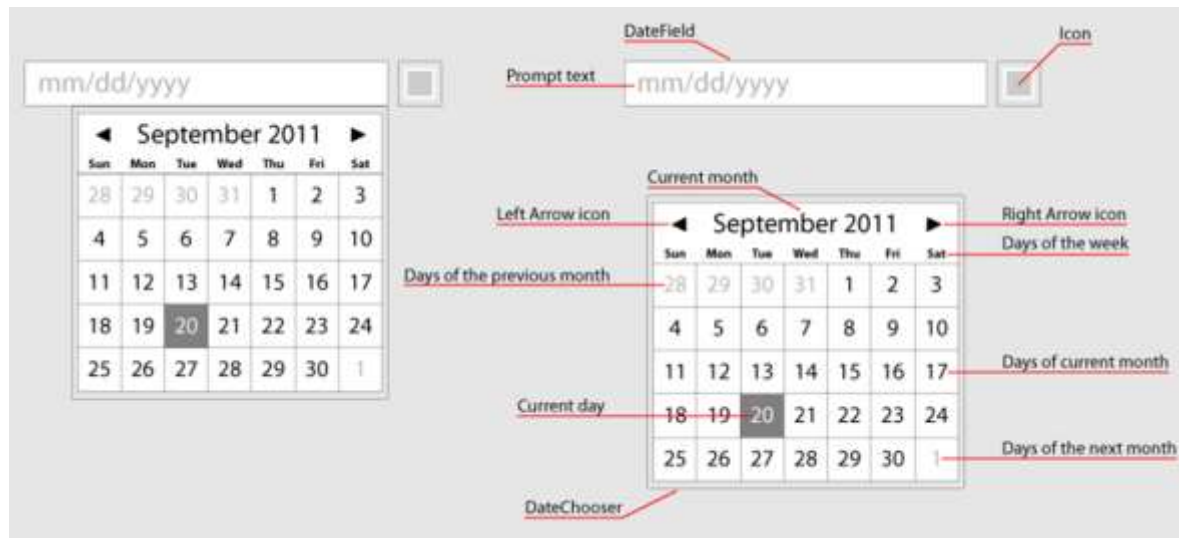 mm/dd/yyyy
◄ September 2011 ►
Sun Mon Tue Wed Thu Fri Sat
28 29 30 31 1 2 3
4 5 6 7 8 9 10
11 12 13 14 15 16 17
18 19 20 21 22 23 24
25 26 27 28 29 30 1
DateField
Icon
Prompt text
mm/dd/yyyy
Current month
Left Arrow icon
◄ September 2011 ►
Right Arrow icon
Days of the week
Sun Mon Tue Wed Thu Fri Sat
Days of the previous month
28 29 30 31 1 2 3
4 5 6 7 8 9 10
11 12 13 14 15 16 17
Days of current month
Current day
18 19 20 21 22 23 24
25 26 27 28 29 30 1
Days of the next month
DateChooser